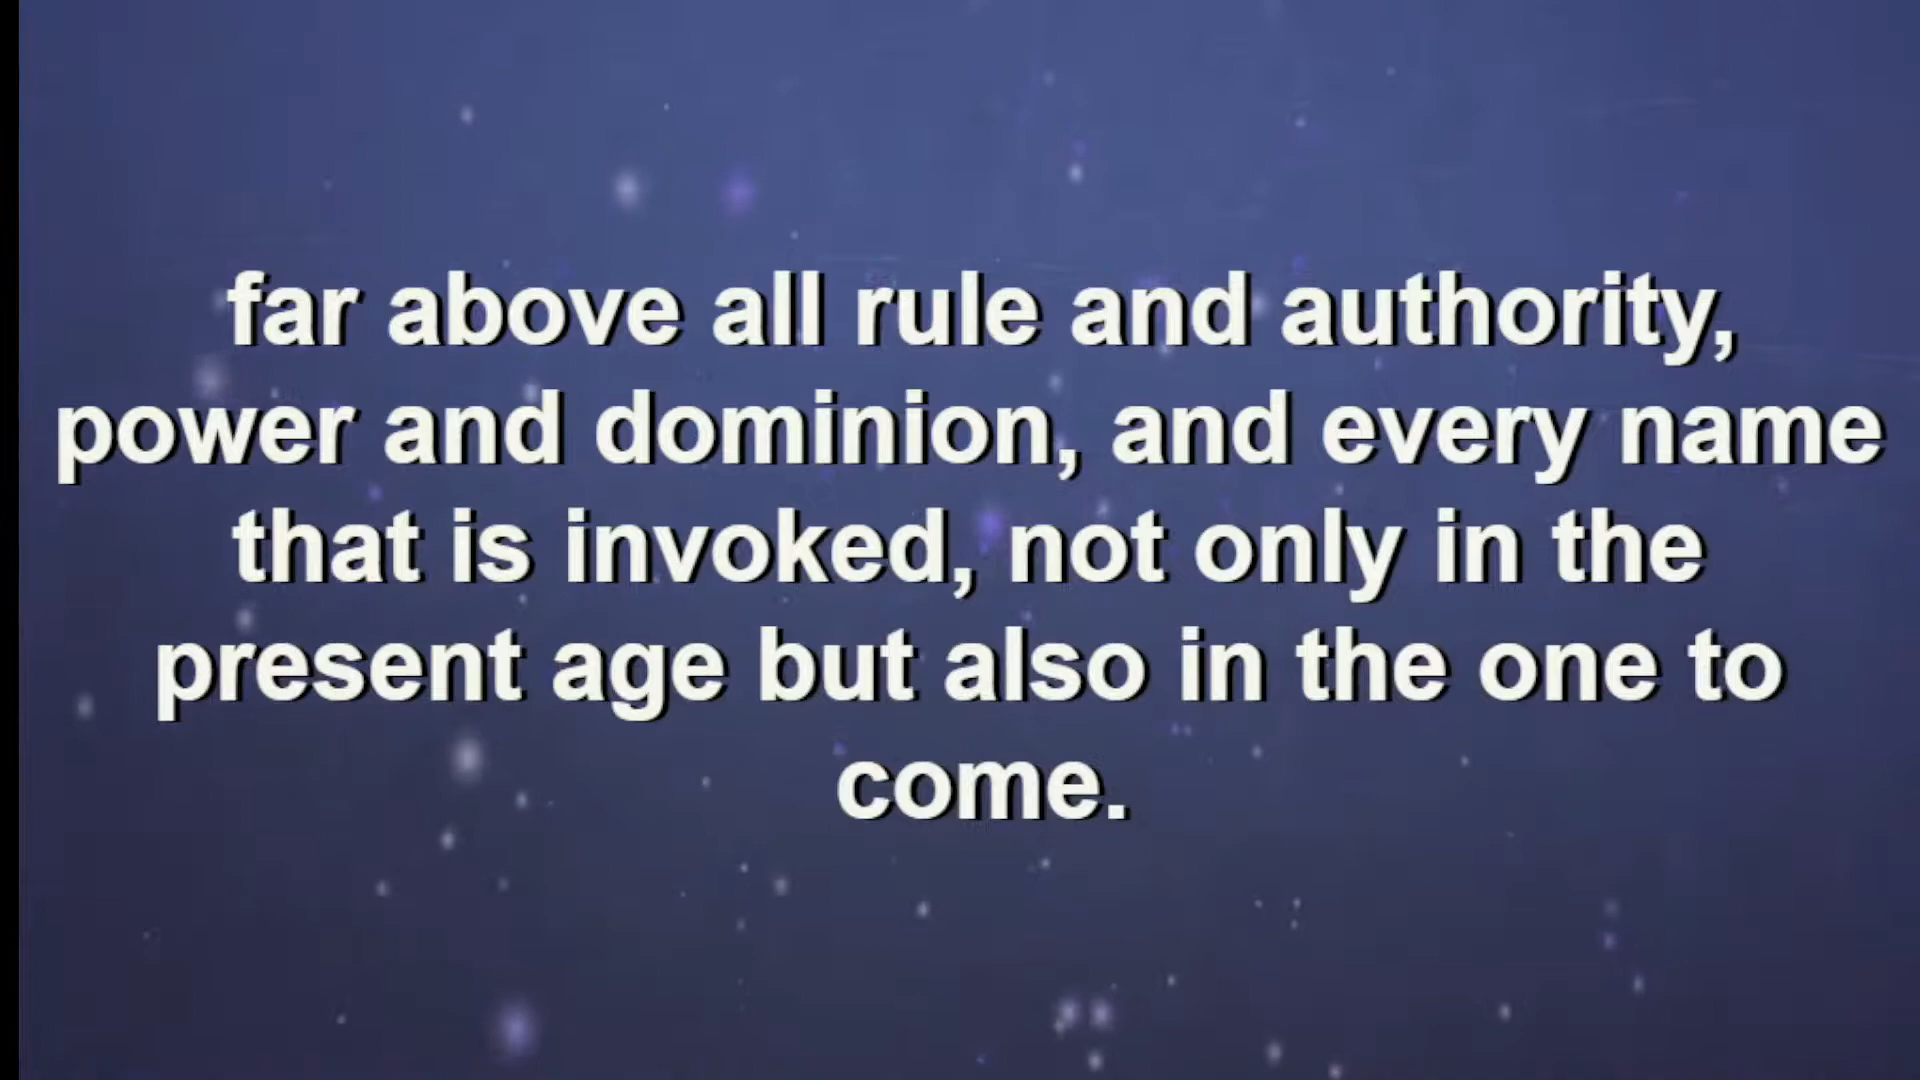 far above all rule and authority,
power and dominion, and every name
that is invoked, not only in the
present age but also in the one to
come.